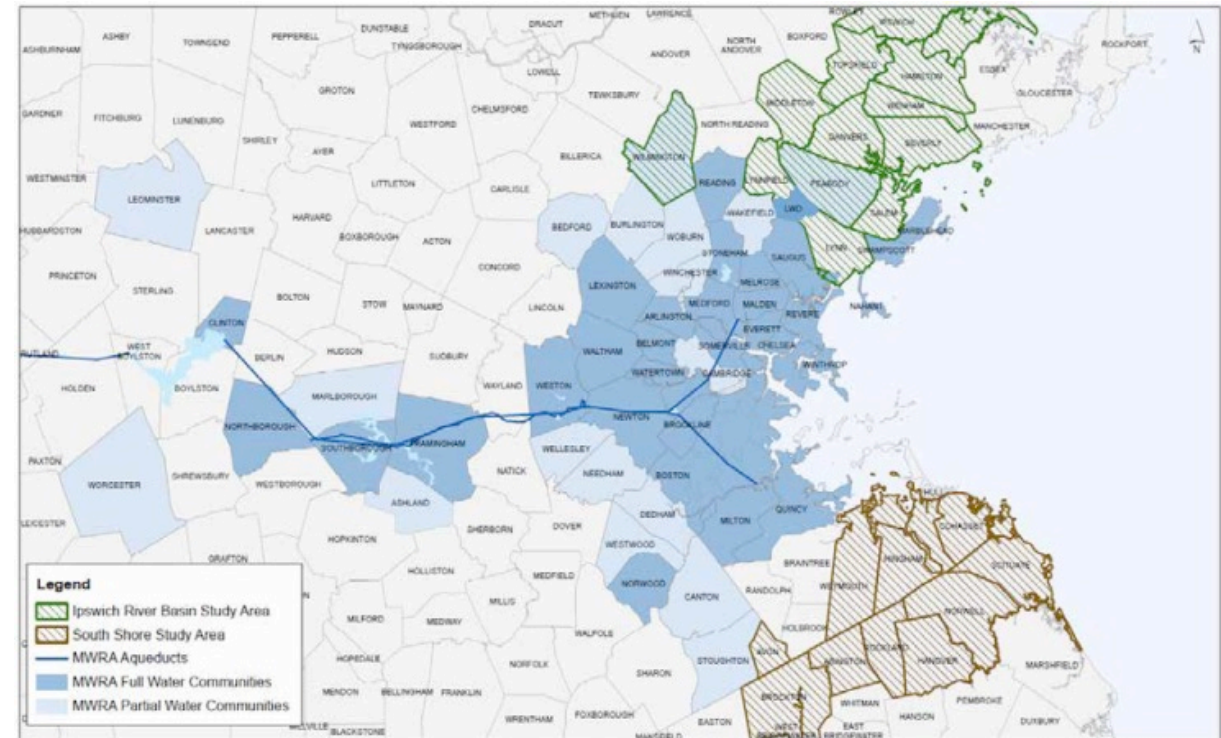 METHUEN
LAWRENCE
ROWLEY
IPSWICH
ASHBY
DUNSTABLE
DRACUT
PEPPERELL
BOXFORD
ROCKPORT
N
ASHBURNHAM
TOWNSEND
TYNGSBOROUGH
ANDOVER
NORTH
ANDOVER
TOPSFIELD
ESSEX
LOWELL
HAMILTON
GROTON
TEWKSBURY
GLOUCESTER
GARDNER
FITCHBURG
LUNENBURG
CHELMSFORD
MIDDLETON
WENHAM
WESTFORD
NORTH READING
MANCHESTER
SHIRLEY
DANVERS
BEVERLY
AYER
BILLERICA
WILMINGTON
WESTMINSTER
LITTLETON
CARLISLE
READING
LYNNFIELD
PEABODY
LEOMINSTER
HARVARD
LWD
SALEM
WAKEFIELD
HUBBARDSTON
LANCASTER
BOXBOROUGH
ACTON
BEDFORD
BURLINGTON
WOBURN
MARBLEHEAD
STONEHAM
LYNN
SWAMPSCOTT
SAUGUS
PRINCETON
CONCORD
WINCHESTER
STERLING
BOLTON
STOW
MAYNARD
LINCOLN
LEXINGTON
MELROSE
MEDFORD
MALDEN
NAHANT
CLINTON
ARLINGTON
REVERE
EVERETT
RUTLAND
WEST
BOYLSTON
BERLIN
HUDSON
SUDBURY
WALTHAM
BELMONT
SOMERVILLE
CHELSEA
WINTHROP
HOLDEN
BOYLSTON
WAYLAND
WESTON
WATERTOWN
CAMBRIDGE
MARLBOROUGH
NORTHBOROUGH
NEWTON
BROOKLINE
SOUTHBOROUGH
FRAMINGHAM
WELLESLEY
PAXTON
SHREWSBURY
NATICK
NEEDHAM
BOSTON
WORCESTER
WESTBOROUGH
ASHLAND
HULL
DEDHAM
QUINCY
LEICESTER
SHERBORN
DOVER
MILTON
COHASSET
HOPKINTON
WESTWOOD
GRAFTON
HINGHAM
SCITUATE
BRAINTREE
HOLLISTON
MEDFIELD
NORWOOD
RANDOLPH
WEYMOUTH
CANTON
MILLIS
NORWELL
MILFORD
MEDWAY
HOLBROOK
WALPOLE
AVON
ROCKLAND
HOPEDALE
NORFOLK
STOUGHTON
ABINGTON
HANOVER
SHARON
MARSHFIELD
MENDON
BELLINGHAM
FRANKLIN
BROCKTON
PEMBROKE
WHITMAN
FOXBOROUGH
HANSON
WRENTHAM
EASTON
DUXBURY
BLACKSTONE
WEST
EAST
BRIDGEWATER
Legend
Ipswich River Basin Study Area
South Shore Study Area
MWRA Aqueducts
MWRA Full Water Communities
MWRA Partial Water Communities